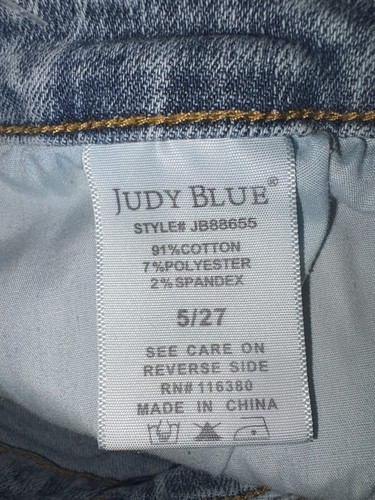 JUDY BLUE®
STYLE# JB88655
91%COTTON
7%POLYESTER
2%SPANDEX
5/27
SEE CARE ON
REVERSE SIDE
RN# 116380
MADE IN CHINA